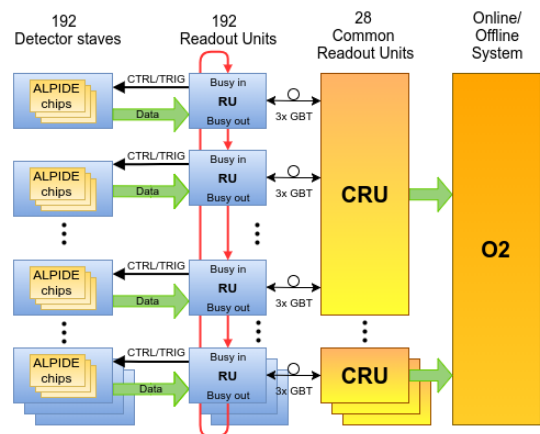 192
Detector staves
192
Readout Units
28
Common
Readout Units
Online/
Offline
System
ALPIDE
chips
CTRL/TRIG
Data
Busy in
RU
Busy out
3x GBT
ALPIDE
chips
CTRL/TRIG
Data
Busy in
RU
Busy out
3x GBT
CRU
O2
ALPIDE
chips
CTRL/TRIG
Data
Busy in
RU
Busy out
3x GBT
ALPIDE
chips
CTRL/TRIG
Data
Busy in
RU
Busy out
3x GBT
CRU